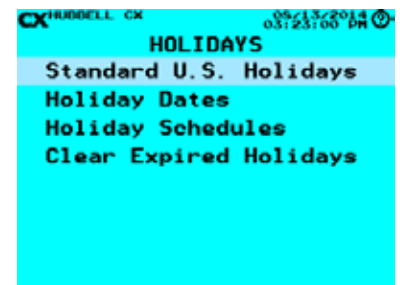 CX HUBBELL CX 05/13/2014
03:23:00 PM
HOLIDAYS
Standard U.S. Holidays
Holiday Dates
Holiday Schedules
Clear Expired Holidays